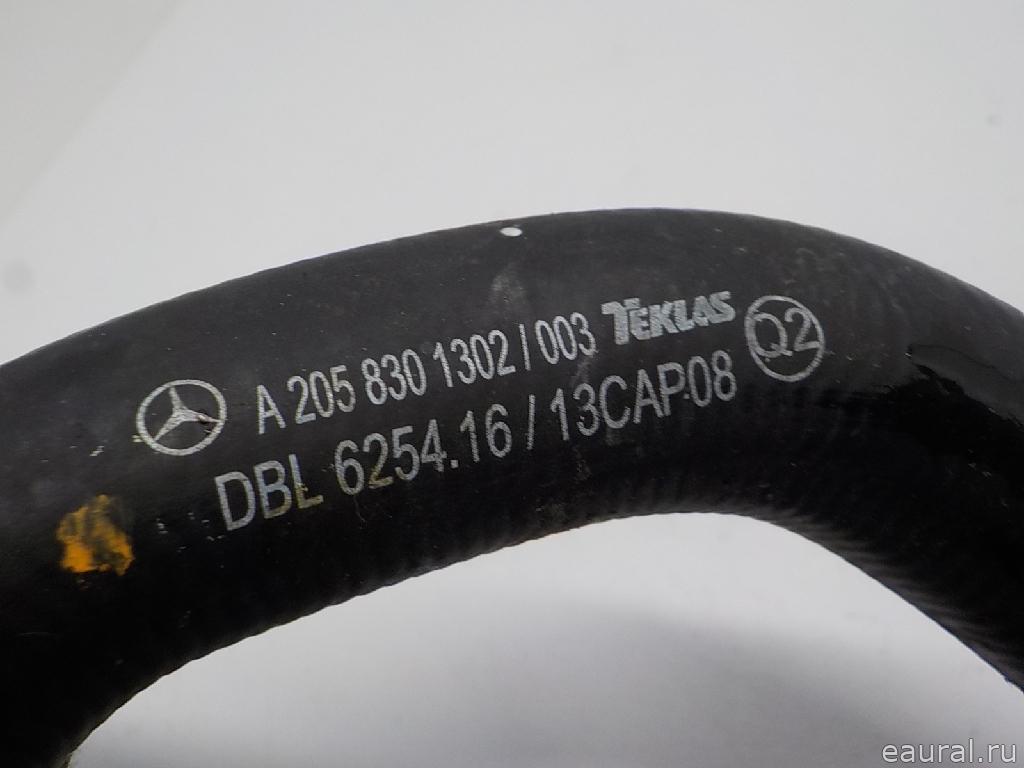 A 205 830 1302 / 003 TEKLAS Q2
DBL 6254.16 / 13CAP08
eaural.ru